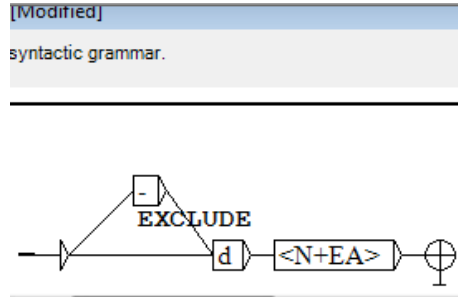 [Modified]
syntactic grammar.
-
EXCLUDE
d <N+EA>